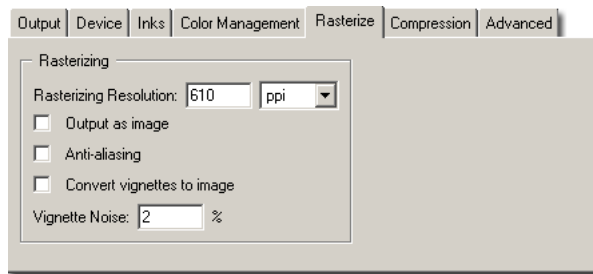 Output Device Inks Color Management Rasterize Compression Advanced
Rasterizing
Rasterizing Resolution: 610 ppi
Output as image
Anti-aliasing
Convert vignettes to image
Vignette Noise: 2 %